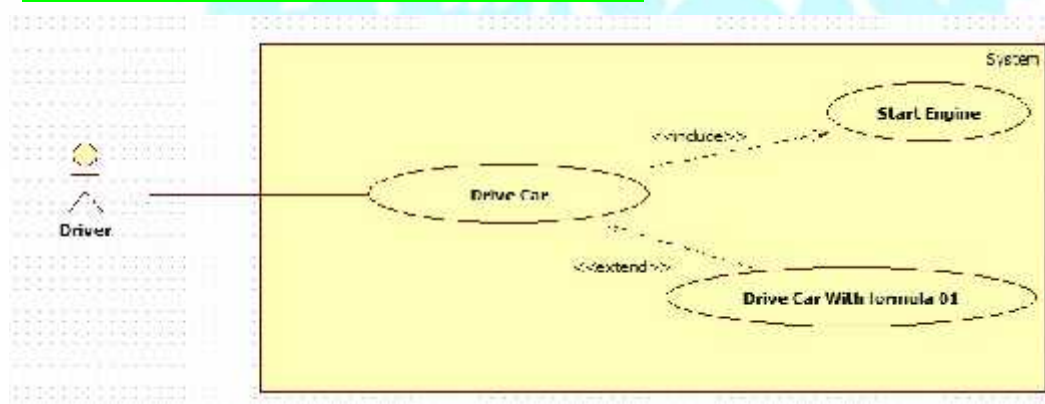 System
Start Engine
<<include>>
Drive Car
Driver
<<extend>>
Drive Car With formula 01